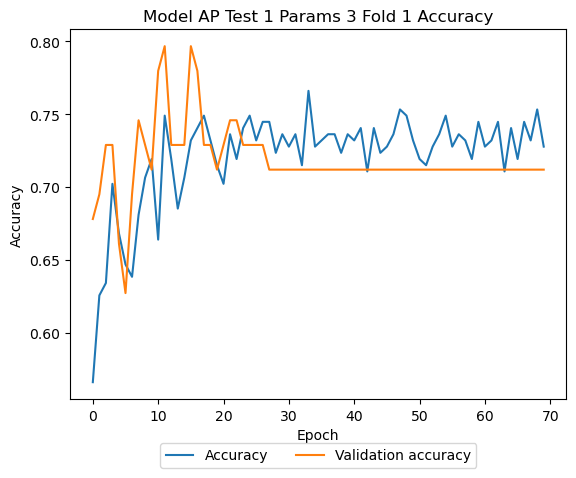 Model AP Test 1 Params 3 Fold 1 Accuracy
0.80
0.75
0.70
0.65
0.60
Accuracy
0 10 20 30 40 50 60 70
Epoch
Accuracy Validation accuracy